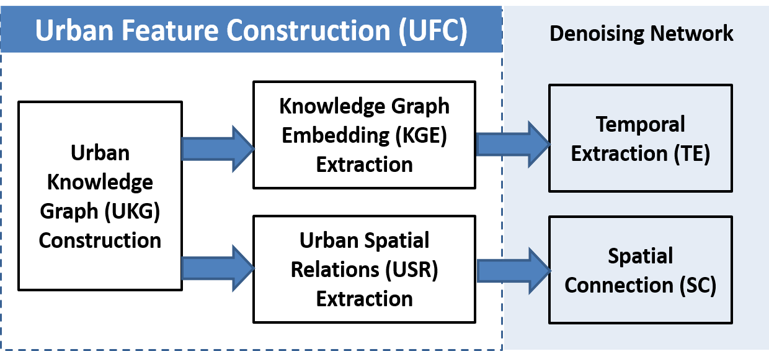 Urban Feature Construction (UFC)
Denoising Network
Urban
Knowledge
Graph (UKG)
Construction
Knowledge Graph
Embedding (KGE)
Extraction
Temporal
Extraction (TE)
Urban Spatial
Relations (USR)
Extraction
Spatial
Connection (SC)